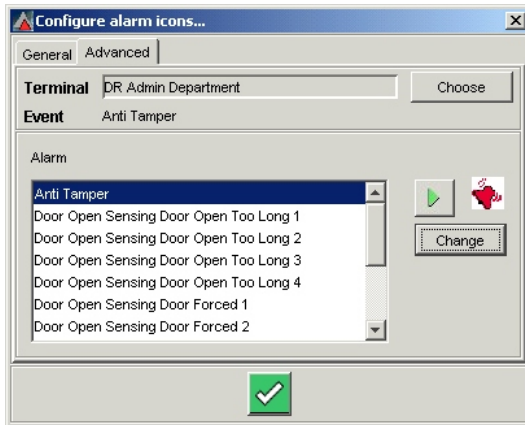 Configure alarm icons...
General Advanced
Terminal DR Admin Department Choose
Event Anti Tamper
Alarm
Anti Tamper
Door Open Sensing Door Open Too Long 1
Door Open Sensing Door Open Too Long 2
Door Open Sensing Door Open Too Long 3
Door Open Sensing Door Open Too Long 4
Door Open Sensing Door Forced 1
Door Open Sensing Door Forced 2
Change